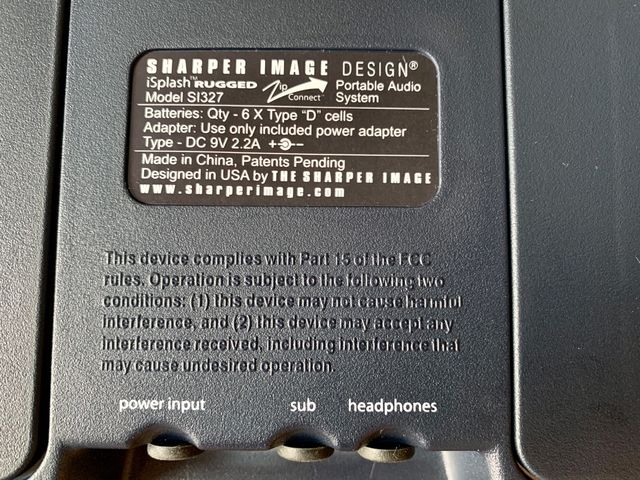 SHARPER IMAGE DESIGN®
iSplash™RUGGED Zip Connect™ Portable Audio System
Model SI327
Batteries: Qty - 6 X Type "D" cells
Adapter: Use only included power adapter
Type - DC 9V 2.2A
Made in China, Patents Pending
Designed in USA by THE SHARPER IMAGE
www.sharperimage.com
This device complies with Part 15 of the FCC
rules. Operation is subject to the following two
conditions: (1) this device may not cause harmful
interference, and (2) this device may accept any
interference received, including interference that
may cause undesired operation.
power input sub headphones